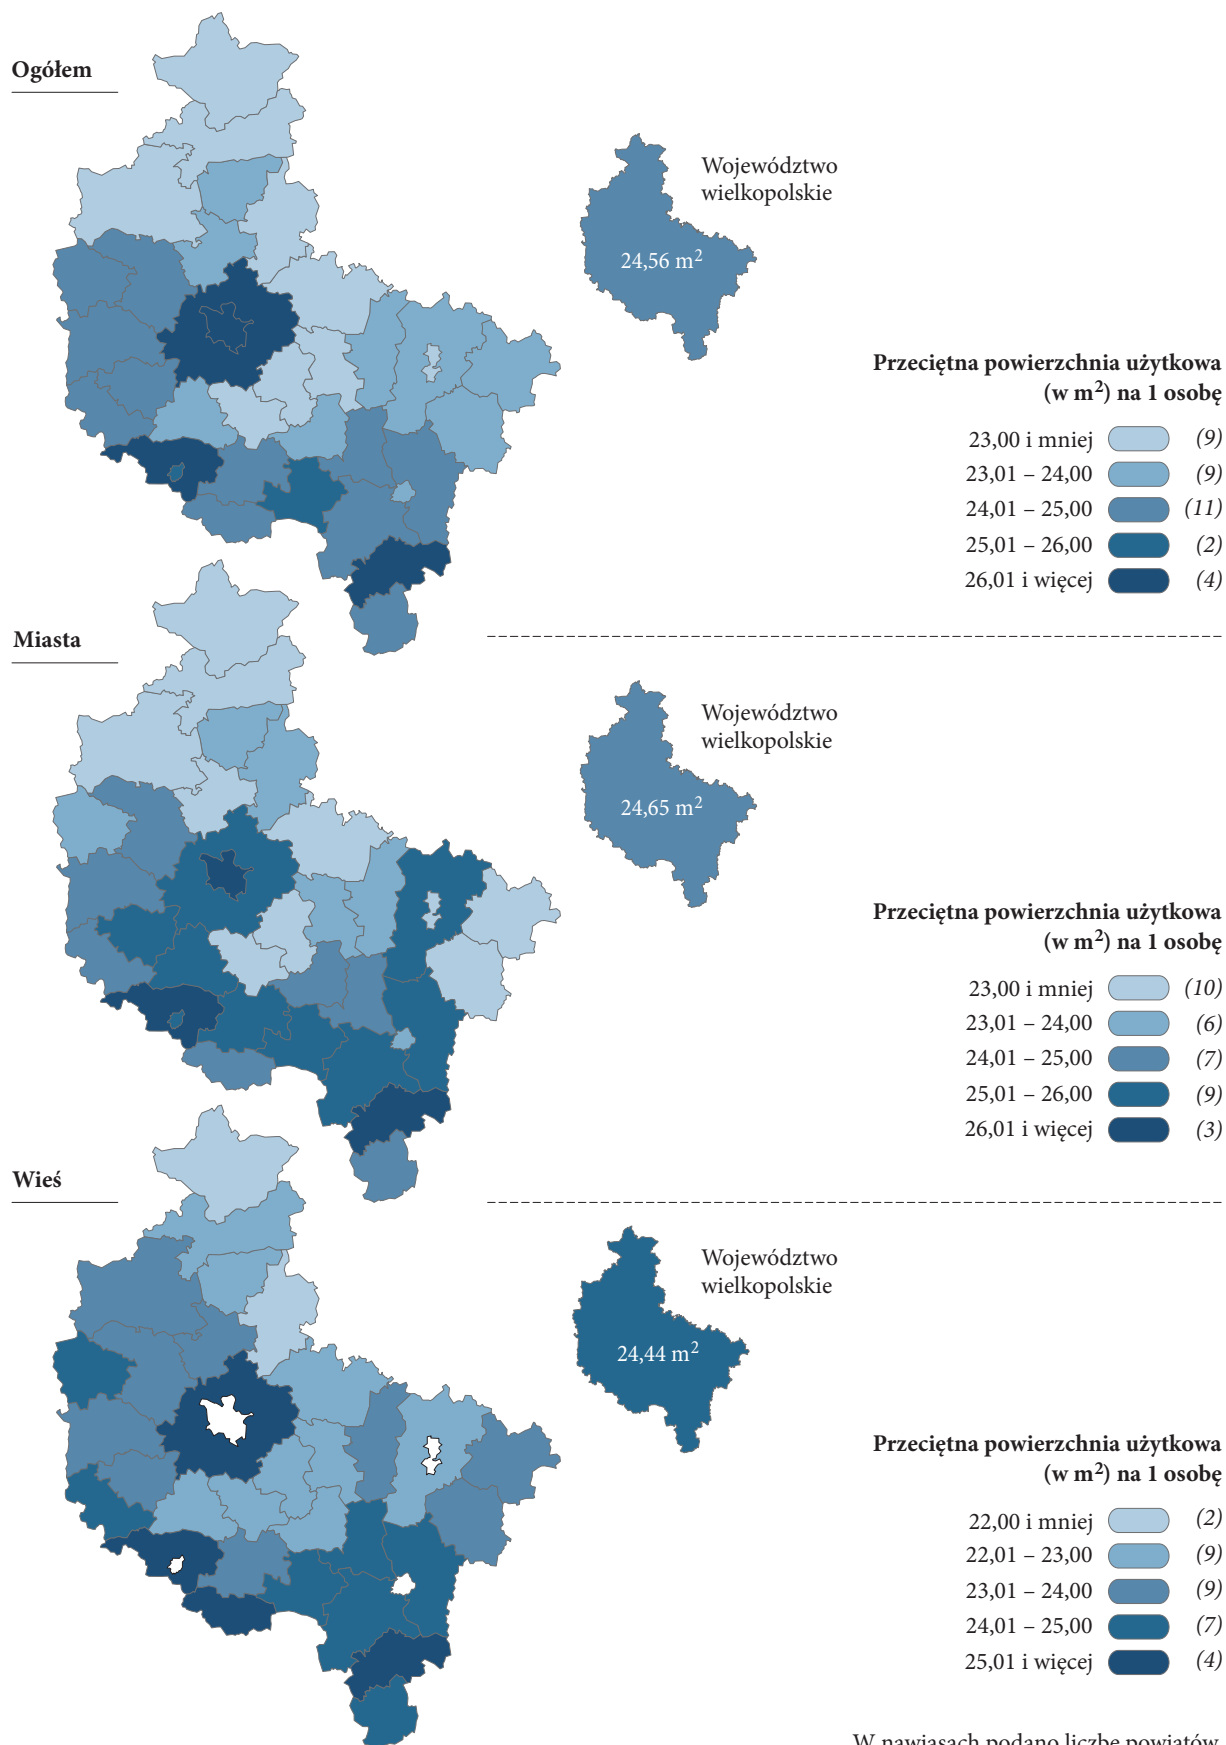 Ogółem
Województwo
wielkopolskie
24,56 m²
Przeciętna powierzchnia użytkowa
(w m²) na 1 osobę
23,00 i mniej (9)
23,01 – 24,00 (9)
24,01 – 25,00 (11)
25,01 – 26,00 (2)
26,01 i więcej (4)
Miasta
Województwo
wielkopolskie
24,65 m²
Przeciętna powierzchnia użytkowa
(w m²) na 1 osobę
23,00 i mniej (10)
23,01 – 24,00 (6)
24,01 – 25,00 (7)
25,01 – 26,00 (9)
26,01 i więcej (3)
Wieś
Województwo
wielkopolskie
24,44 m²
Przeciętna powierzchnia użytkowa
(w m²) na 1 osobę
22,00 i mniej (2)
22,01 – 23,00 (9)
23,01 – 24,00 (9)
24,01 – 25,00 (7)
25,01 i więcej (4)
W nawiasach podano liczbę powiatów.